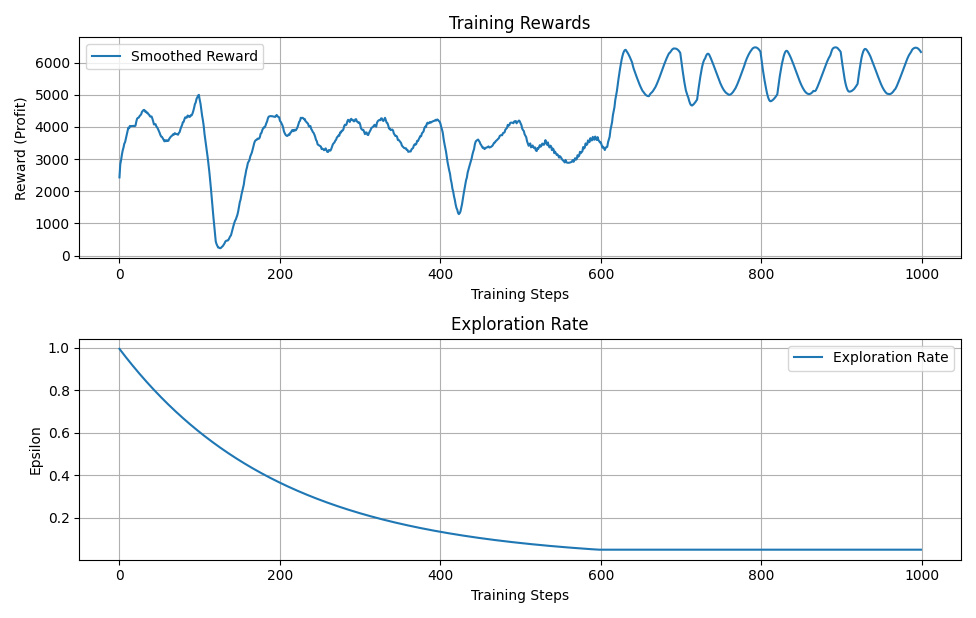 Training Rewards
Smoothed Reward
Reward (Profit)
6000
5000
4000
3000
2000
1000
0
0 200 400 600 800 1000
Training Steps
Exploration Rate
Exploration Rate
Epsilon
1.0
0.8
0.6
0.4
0.2
0 200 400 600 800 1000
Training Steps